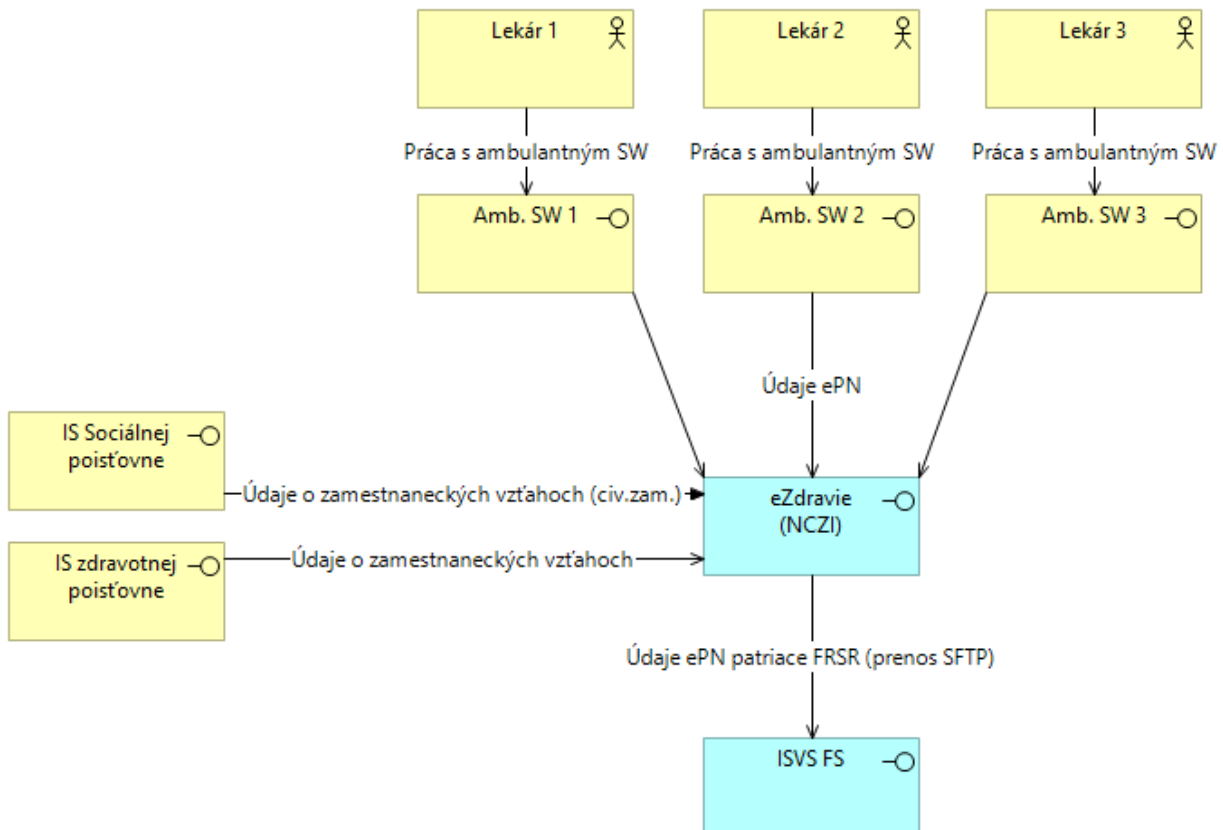 Lekár 1
Lekár 2
Lekár 3
Práca s ambulantným SW
Práca s ambulantným SW
Práca s ambulantným SW
Amb. SW 1
Amb. SW 2
Amb. SW 3
Údaje ePN
IS Sociálnej
poisťovne
Údaje o zamestnaneckých vzťahoch (civ.zam.)
eZdravie
(NCZI)
IS zdravotnej
poisťovne
Údaje o zamestnaneckých vzťahoch
Údaje ePN patriace FRSR (prenos SFTP)
ISVS FS